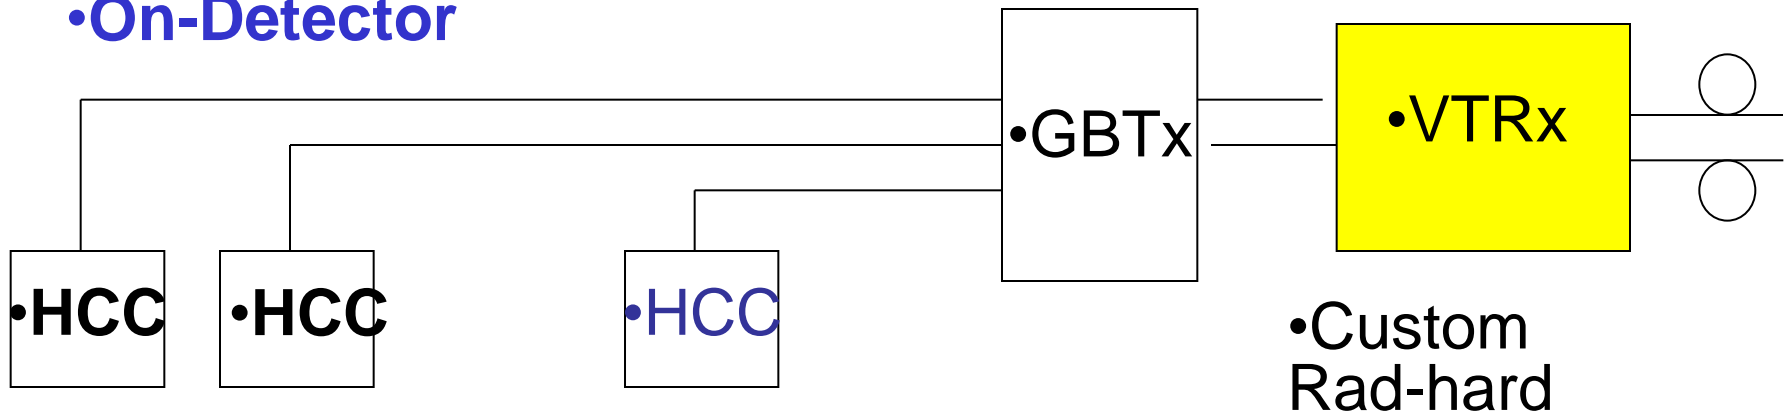 •On-Detector
•GBTx
•VTRx
•HCC
•HCC
•HCC
•Custom
Rad-hard